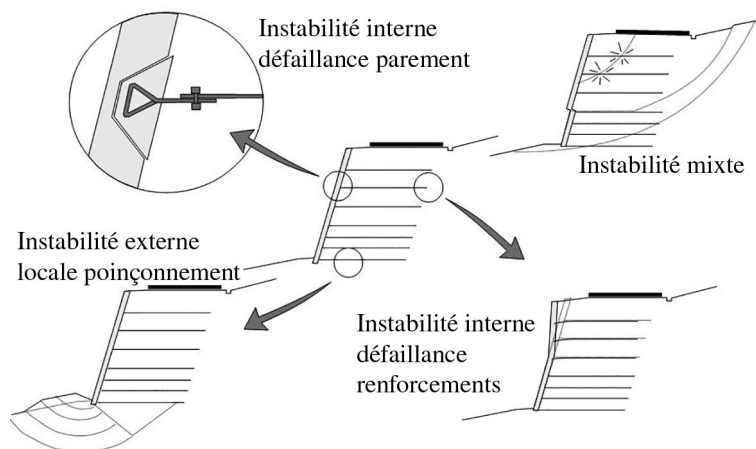 Instabilité interne
défaillance parement
Instabilité mixte
Instabilité externe
locale poinçonnement
Instabilité interne
défaillance
renforcements